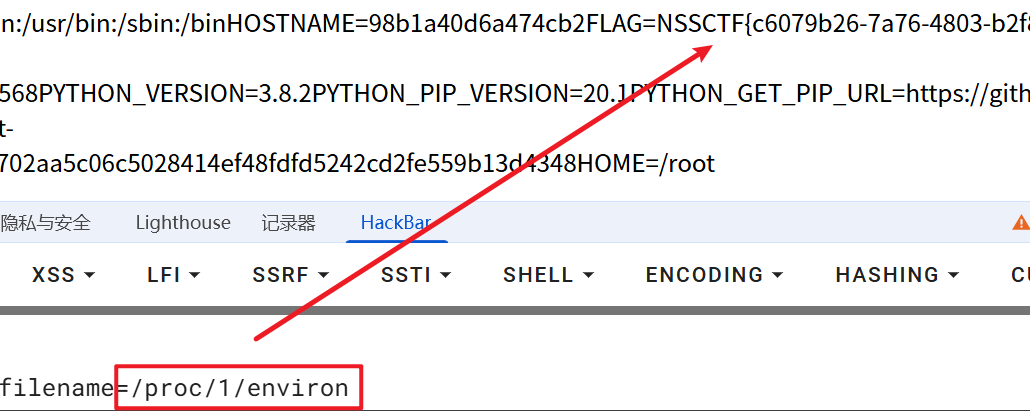 n:/usr/bin:/sbin:/binHOSTNAME=98b1a40d6a474cb2FLAG=NSSCTF{c6079b26-7a76-4803-b2f8
568PYTHON_VERSION=3.8.2PYTHON_PIP_VERSION=20.1PYTHON_GET_PIP_URL=https://gith
t-
702aa5c06c5028414ef48fdfd5242cd2fe559b13d4348HOME=/root
隐私与安全 Lighthouse 记录器 HackBar
XSS LFI SSRF SSTI SHELL ENCODING HASHING CU
filename=/proc/1/environ